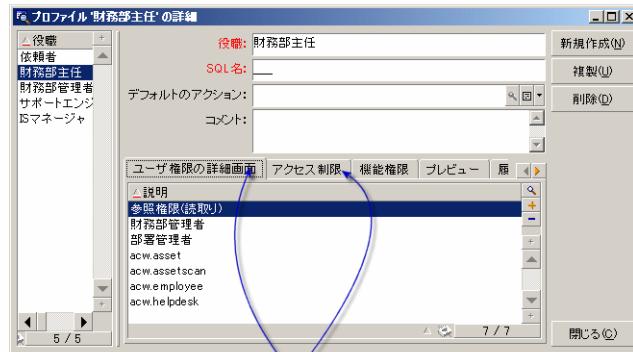 プロファイル '財務部主任' の詳細
役職
依頼者
財務部主任
財務部管理者
サポートエンジ
ISマネージャ
5 / 5
役職: 財務部主任
SQL名: __
デフォルトのアクション:
コメント:
ユーザ権限の詳細画面 アクセス制限 機能権限 プレビュー 履
説明
参照権限(読取り)
財務部管理者
部署管理者
acw.asset
acw.assetscan
acw.employee
acw.helpdesk
7 / 7
新規作成(N)
複製(U)
削除(D)
閉じる(C)